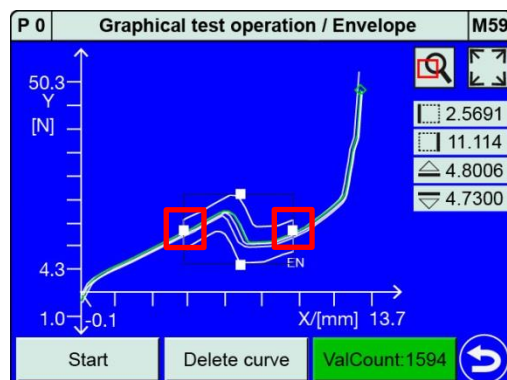 P 0 Graphical test operation / Envelope M59
50.3
Y
[N]
2.5691
11.114
4.8006
4.7300
4.3
EN
1.0 -0.1 X/[mm] 13.7
Start Delete curve ValCount:1594